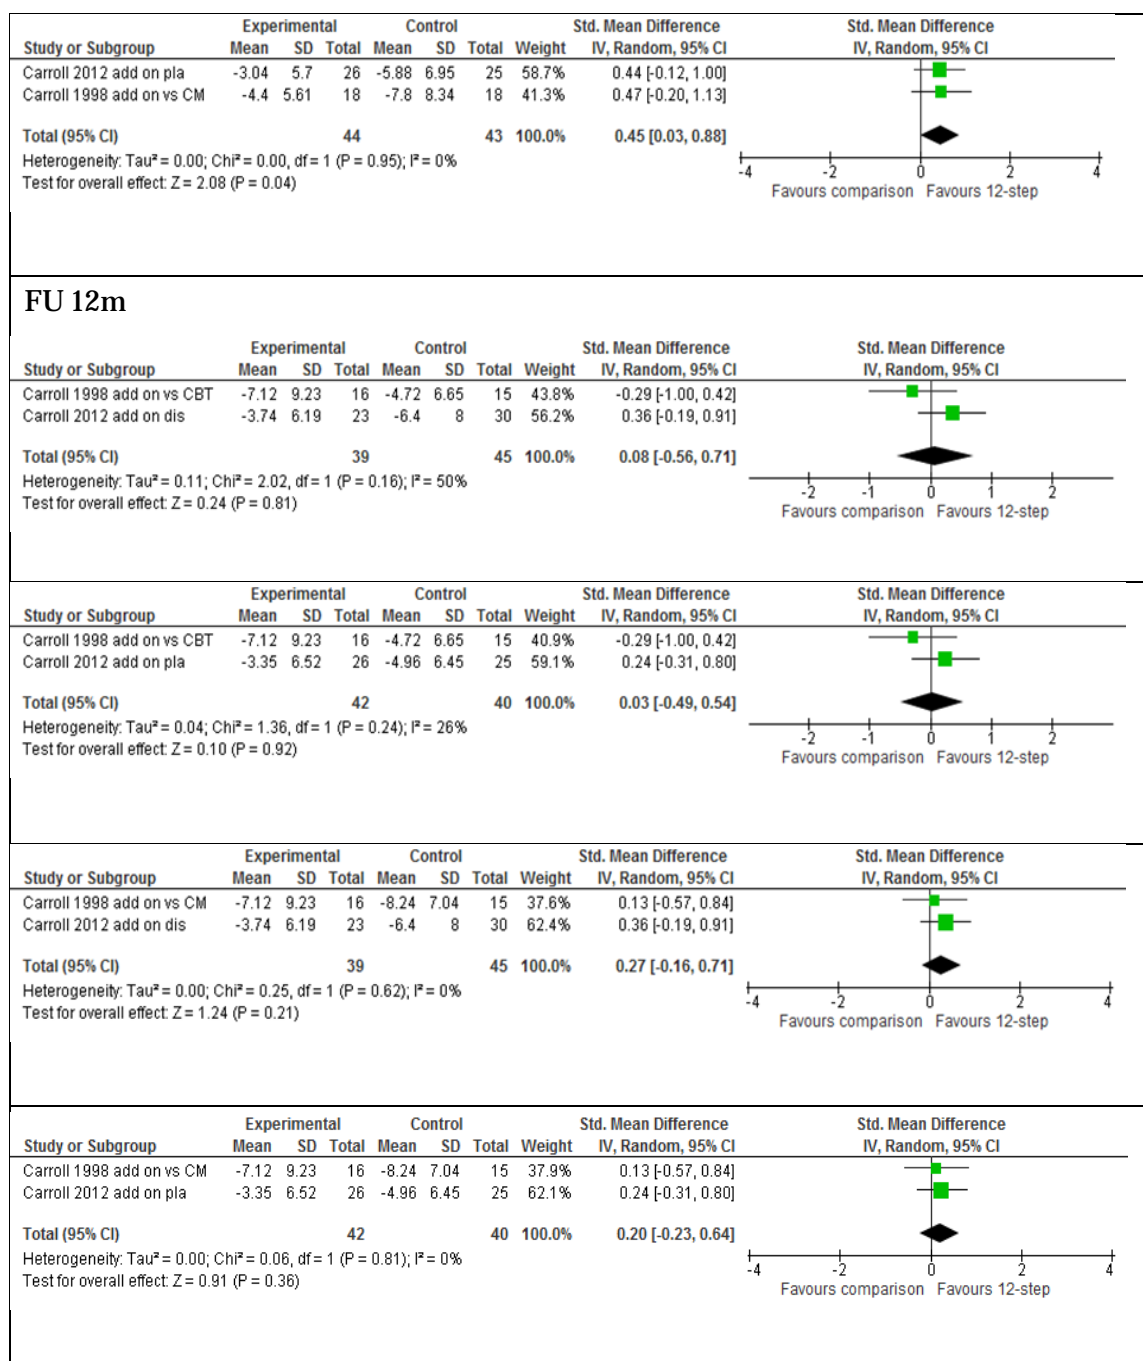 Experimental Control Std. Mean Difference Std. Mean Difference
Study or Subgroup Mean SD Total Mean SD Total Weight IV, Random, 95% CI IV, Random, 95% CI
Carroll 2012 add on pla -3.04 5.7 26 -5.88 6.95 25 58.7% 0.44 [-0.12, 1.00]
Carroll 1998 add on vs CM -4.4 5.61 18 -7.8 8.34 18 41.3% 0.47 [-0.20, 1.13]
Total (95% CI) 44 43 100.0% 0.45 [0.03, 0.88]
Heterogeneity: Tau² = 0.00; Chi² = 0.00, df = 1 (P = 0.95); I² = 0%
Test for overall effect: Z = 2.08 (P = 0.04)
-4 -2 0 2 4
Favours comparison Favours 12-step
FU 12m
Experimental Control Std. Mean Difference Std. Mean Difference
Study or Subgroup Mean SD Total Mean SD Total Weight IV, Random, 95% CI IV, Random, 95% CI
Carroll 1998 add on vs CBT -7.12 9.23 16 -4.72 6.65 15 43.8% -0.29 [-1.00, 0.42]
Carroll 2012 add on dis -3.74 6.19 23 -6.4 8 30 56.2% 0.36 [-0.19, 0.91]
Total (95% CI) 39 45 100.0% 0.08 [-0.56, 0.71]
Heterogeneity: Tau² = 0.11; Chi² = 2.02, df = 1 (P = 0.16); I² = 50%
Test for overall effect: Z = 0.24 (P = 0.81)
-2 -1 0 1 2
Favours comparison Favours 12-step
Experimental Control Std. Mean Difference Std. Mean Difference
Study or Subgroup Mean SD Total Mean SD Total Weight IV, Random, 95% CI IV, Random, 95% CI
Carroll 1998 add on vs CBT -7.12 9.23 16 -4.72 6.65 15 40.9% -0.29 [-1.00, 0.42]
Carroll 2012 add on pla -3.35 6.52 26 -4.96 6.45 25 59.1% 0.24 [-0.31, 0.80]
Total (95% CI) 42 40 100.0% 0.03 [-0.49, 0.54]
Heterogeneity: Tau² = 0.04; Chi² = 1.36, df = 1 (P = 0.24); I² = 26%
Test for overall effect: Z = 0.10 (P = 0.92)
-2 -1 0 1 2
Favours comparison Favours 12-step
Experimental Control Std. Mean Difference Std. Mean Difference
Study or Subgroup Mean SD Total Mean SD Total Weight IV, Random, 95% CI IV, Random, 95% CI
Carroll 1998 add on vs CM -7.12 9.23 16 -8.24 7.04 15 37.6% 0.13 [-0.57, 0.84]
Carroll 2012 add on dis -3.74 6.19 23 -6.4 8 30 62.4% 0.36 [-0.19, 0.91]
Total (95% CI) 39 45 100.0% 0.27 [-0.16, 0.71]
Heterogeneity: Tau² = 0.00; Chi² = 0.25, df = 1 (P = 0.62); I² = 0%
Test for overall effect: Z = 1.24 (P = 0.21)
-4 -2 0 2 4
Favours comparison Favours 12-step
Experimental Control Std. Mean Difference Std. Mean Difference
Study or Subgroup Mean SD Total Mean SD Total Weight IV, Random, 95% CI IV, Random, 95% CI
Carroll 1998 add on vs CM -7.12 9.23 16 -8.24 7.04 15 37.9% 0.13 [-0.57, 0.84]
Carroll 2012 add on pla -3.35 6.52 26 -4.96 6.45 25 62.1% 0.24 [-0.31, 0.80]
Total (95% CI) 42 40 100.0% 0.20 [-0.23, 0.64]
Heterogeneity: Tau² = 0.00; Chi² = 0.06, df = 1 (P = 0.81); I² = 0%
Test for overall effect: Z = 0.91 (P = 0.36)
-4 -2 0 2 4
Favours comparison Favours 12-step